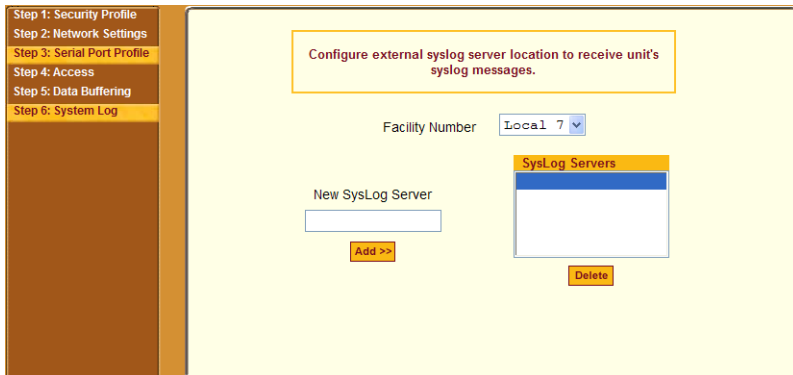 Step 1: Security Profile
Step 2: Network Settings
Step 3: Serial Port Profile
Step 4: Access
Step 5: Data Buffering
Step 6: System Log
Configure external syslog server location to receive unit's
syslog messages.
Facility Number
Local 7
SysLog Servers
New SysLog Server
Add >>
Delete